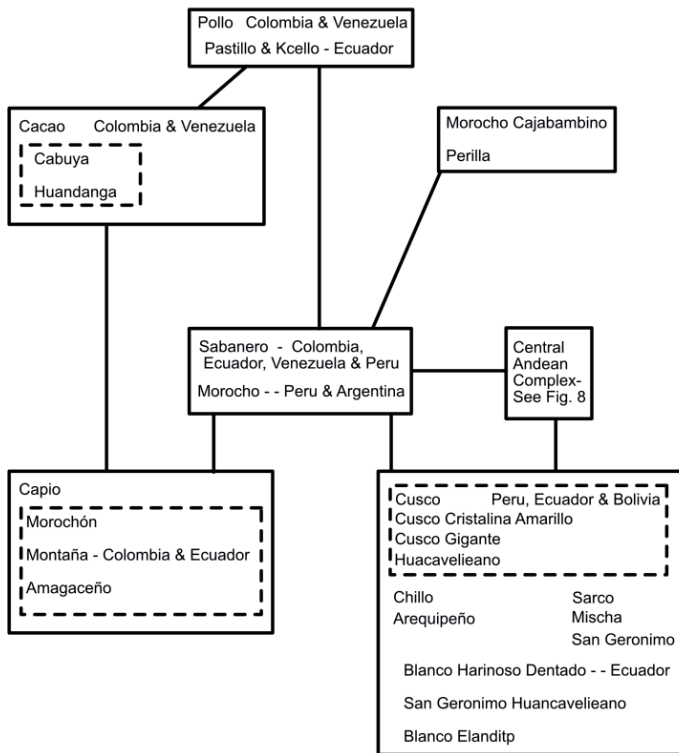 Pollo Colombia & Venezuela
Pastillo & Kcello - Ecuador
Cacao Colombia & Venezuela
Cabuya
Huandanga
Morocho Cajabambino
Perilla
Sabanero - Colombia,
Ecuador, Venezuela & Peru
Morocho - - Peru & Argentina
Central
Andean
Complex-
See Fig. 8
Capio
Morochón
Montaña - Colombia & Ecuador
Amagaceño
Cusco Peru, Ecuador & Bolivia
Cusco Cristalina Amarillo
Cusco Gigante
Huacavelieano
Chillo Sarco
Arequipeño Mischa
San Geronimo
Blanco Harinoso Dentado - - Ecuador
San Geronimo Huancavelieano
Blanco Elanditp